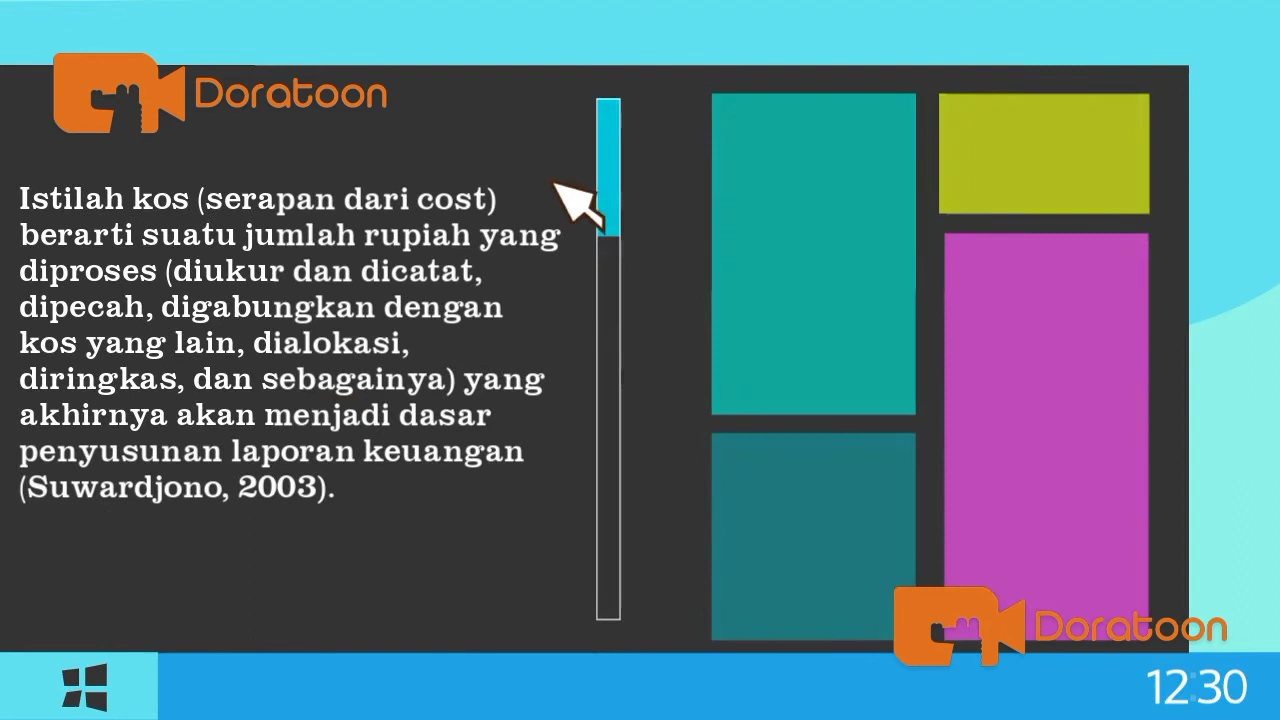 Doratoon
Istilah kos (serapan dari cost)
berarti suatu jumlah rupiah yang
diproses (diukur dan dicatat,
dipecah, digabungkan dengan
kos yang lain, dialokasi,
diringkas, dan sebagainya) yang
akhirnya akan menjadi dasar
penyusunan laporan keuangan
(Suwardjono, 2003).
Doratoon
12:30